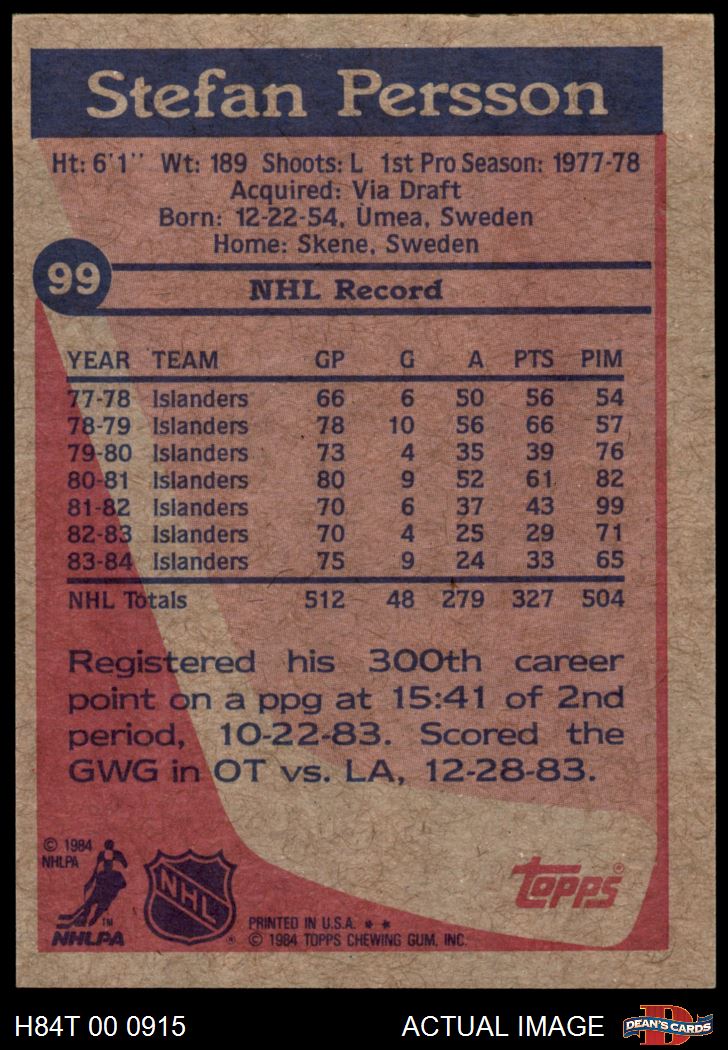 Stefan Persson
Ht: 6'1" Wt: 189 Shoots: L 1st Pro Season: 1977-78
Acquired: Via Draft
Born: 12-22-54, Umea, Sweden
Home: Skene, Sweden
99
NHL Record
YEAR TEAM GP G A PTS PIM
77-78 Islanders 66 6 50 56 54
78-79 Islanders 78 10 56 66 57
79-80 Islanders 73 4 35 39 76
80-81 Islanders 80 9 52 61 82
81-82 Islanders 70 6 37 43 99
82-83 Islanders 70 4 25 29 71
83-84 Islanders 75 9 24 33 65
NHL Totals 512 48 279 327 504
Registered his 300th career
point on a ppg at 15:41 of 2nd
period, 10-22-83. Scored the
GWG in OT vs. LA, 12-28-83.
© 1984
NHLPA
TM
NHLPA
NHL
®
topps®
PRINTED IN U.S.A. ★ ★
© 1984 TOPPS CHEWING GUM, INC.
H84T 00 0915 ACTUAL IMAGE
D
DEAN'S CARDS